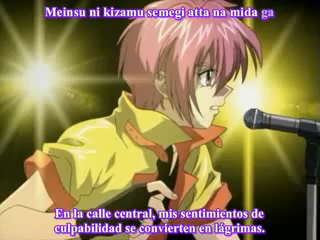 Meinsu ni kizamu semegi atta na mida ga
En la calle central, mis sentimientos de
culpabilidad se convierten en lágrimas.